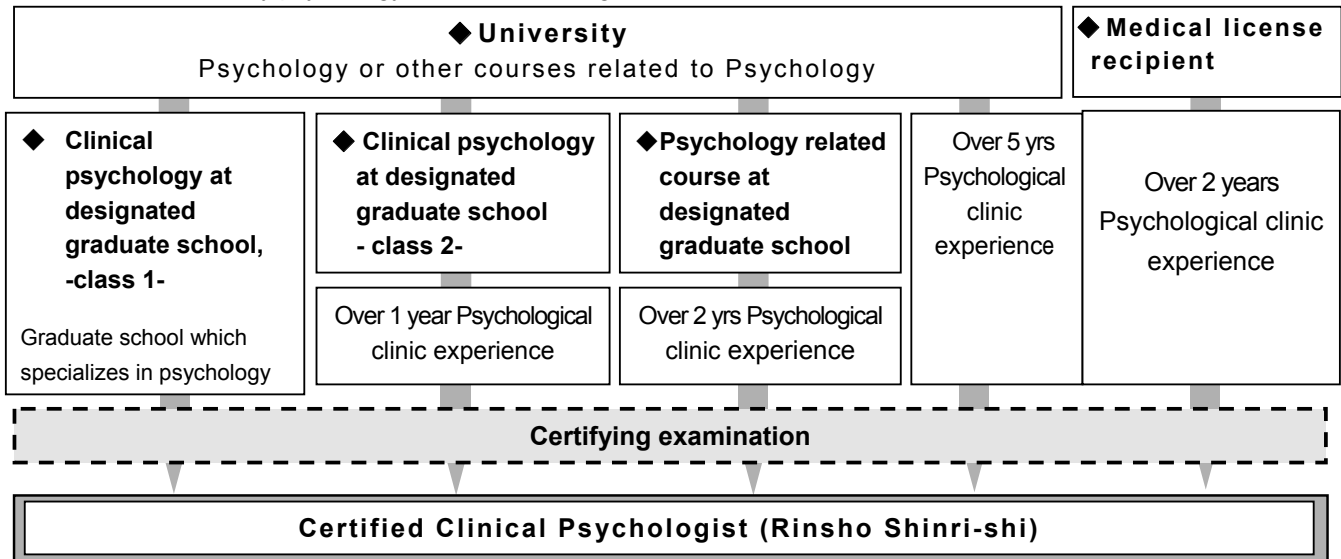 ◆ University
Psychology or other courses related to Psychology
◆ Medical license
recipient
◆ Clinical
psychology at
designated
graduate school,
-class 1-
Graduate school which
specializes in psychology
◆ Clinical psychology
at designated
graduate school
- class 2-
Over 1 year Psychological
clinic experience
◆Psychology related
course at
designated
graduate school
Over 2 yrs Psychological
clinic experience
Over 5 yrs
Psychological
clinic
experience
Over 2 years
Psychological clinic
experience
Certifying examination
Certified Clinical Psychologist (Rinsho Shinri-shi)